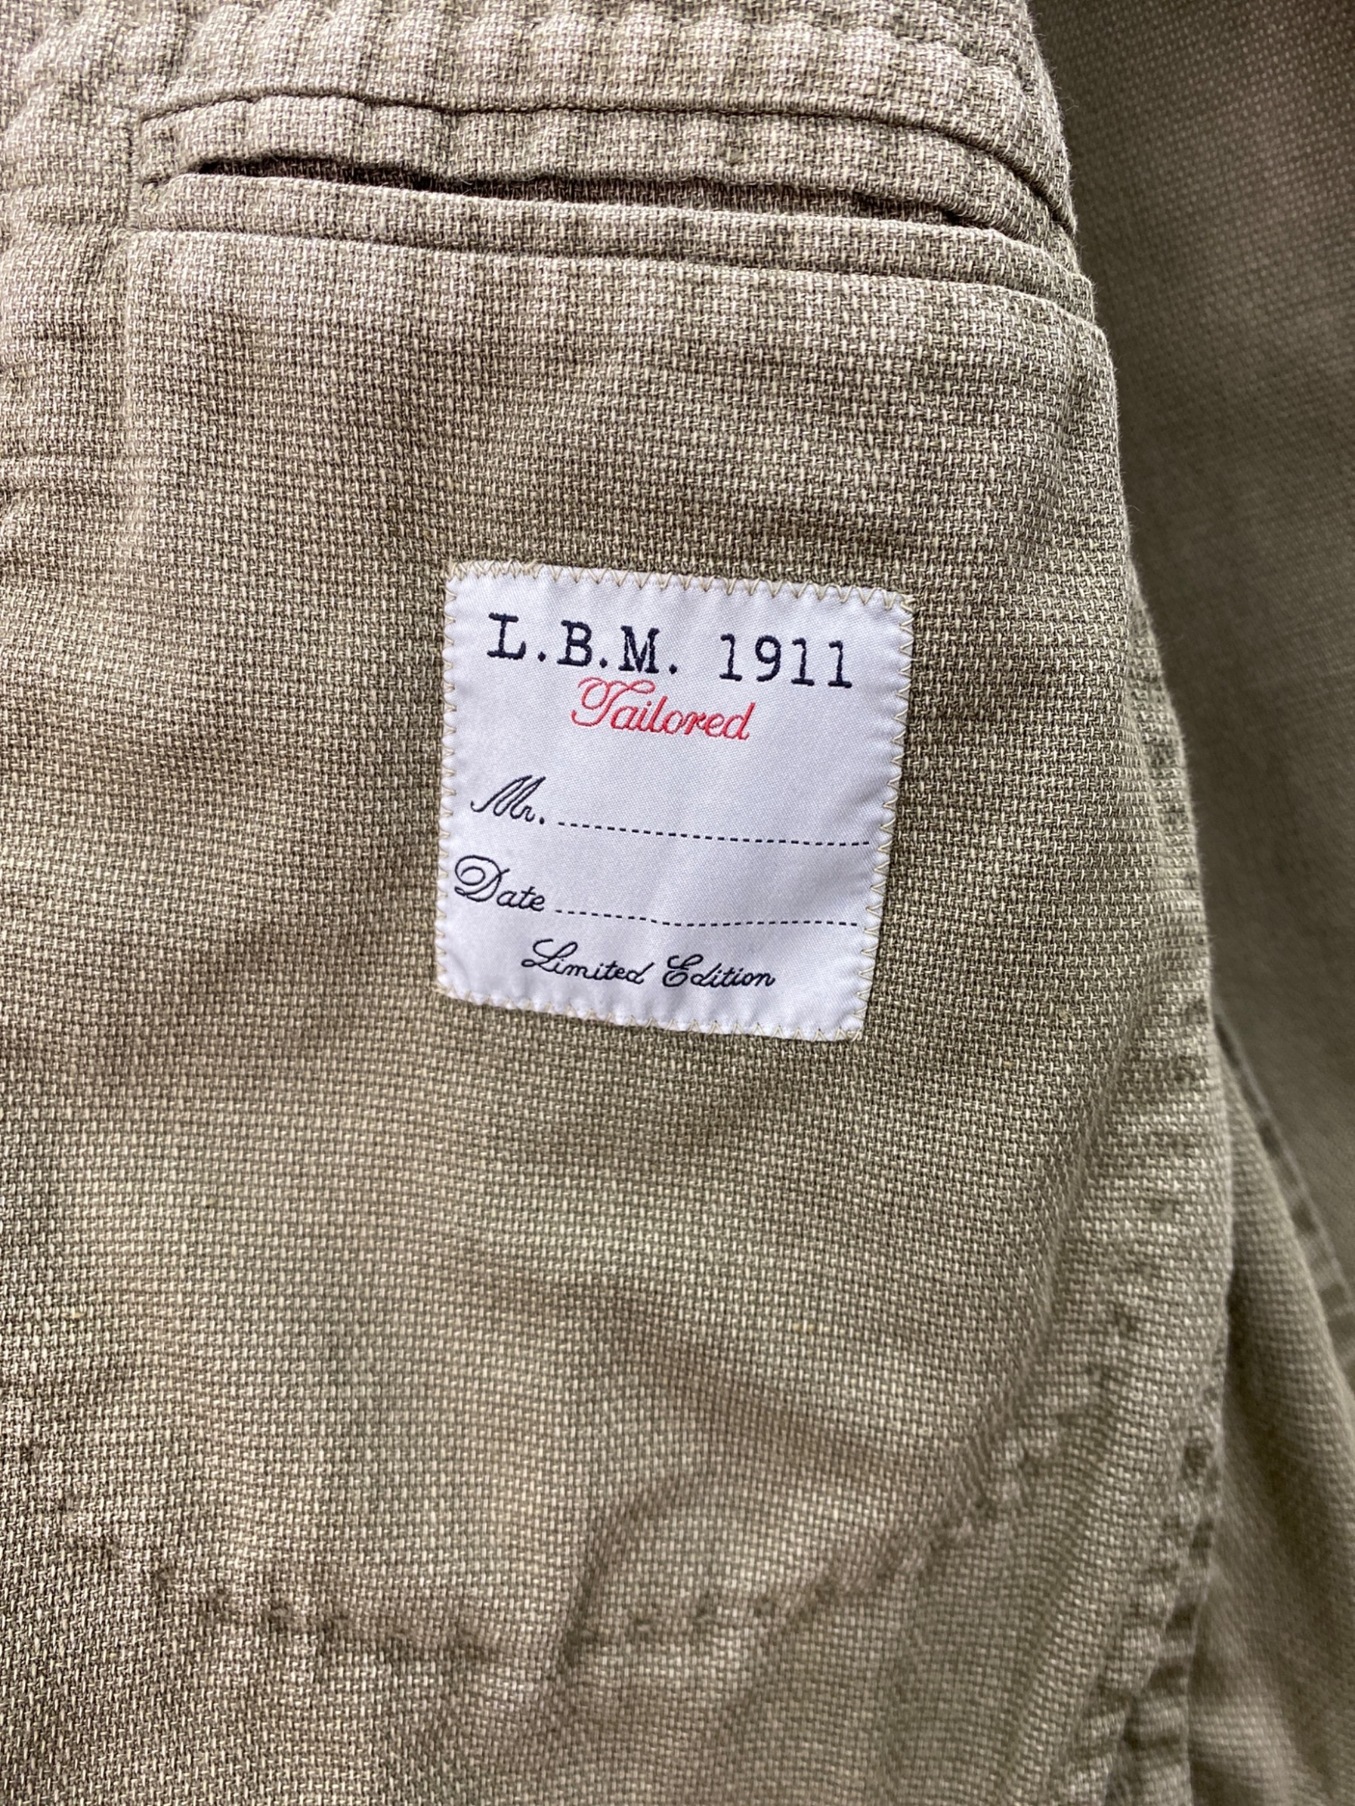 L.B.M. 1911
Tailored
Mr.
Date
Limited Edition